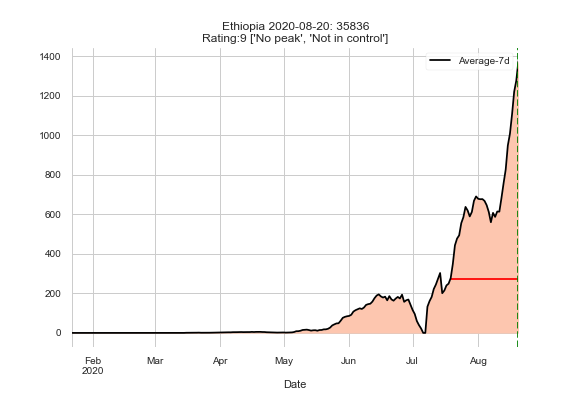 Ethiopia 2020-08-20: 35836
Rating:9 ['No peak', 'Not in control']
Average-7d
1400
1200
1000
800
600
400
200
0
Feb Mar Apr May Jun Jul Aug
2020
Date